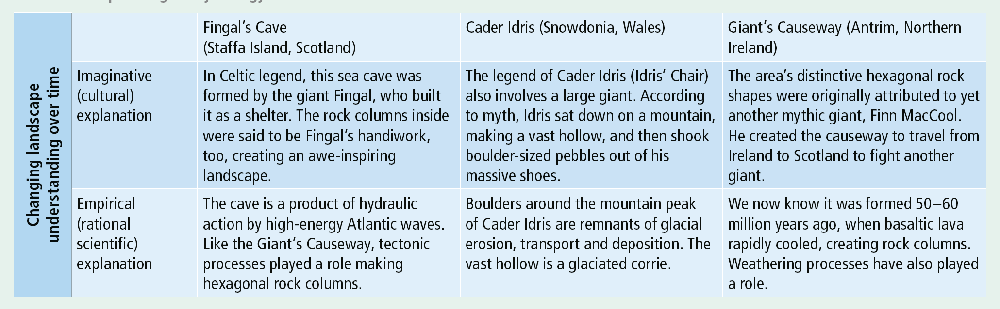 Changing landscape
understanding over time
Fingal’s Cave
(Staffa Island, Scotland)
Cader Idris (Snowdonia, Wales)
Giant’s Causeway (Antrim, Northern
Ireland)
Imaginative
(cultural)
explanation
In Celtic legend, this sea cave was
formed by the giant Fingal, who built
it as a shelter. The rock columns inside
were said to be Fingal’s handiwork,
too, creating an awe-inspiring
landscape.
The legend of Cader Idris (Idris’ Chair)
also involves a large giant. According
to myth, Idris sat down on a mountain,
making a vast hollow, and then shook
boulder-sized pebbles out of his
massive shoes.
The area’s distinctive hexagonal rock
shapes were originally attributed to yet
another mythic giant, Finn MacCool.
He created the causeway to travel from
Ireland to Scotland to fight another
giant.
Empirical
(rational
scientific)
explanation
The cave is a product of hydraulic
action by high-energy Atlantic waves.
Like the Giant’s Causeway, tectonic
processes played a role making
hexagonal rock columns.
Boulders around the mountain peak
of Cader Idris are remnants of glacial
erosion, transport and deposition. The
vast hollow is a glaciated corrie.
We now know it was formed 50–60
million years ago, when basaltic lava
rapidly cooled, creating rock columns.
Weathering processes have also played
a role.